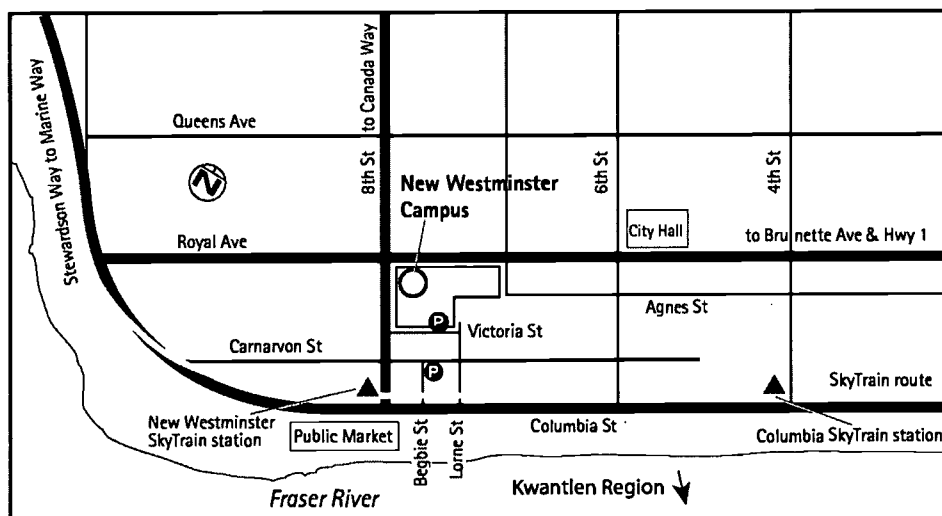 Stewardson Way to Marine Way
to Canada Way
Queens Ave
8th St
6th St
4th St
N
New Westminster
Campus
City Hall
Royal Ave
to Brunette Ave & Hwy 1
Agnes St
P
Victoria St
Carnarvon St
P
SkyTrain route
New Westminster
SkyTrain station
Public Market
Begbie St
Lorne St
Columbia St
Columbia SkyTrain station
Fraser River
Kwantlen Region